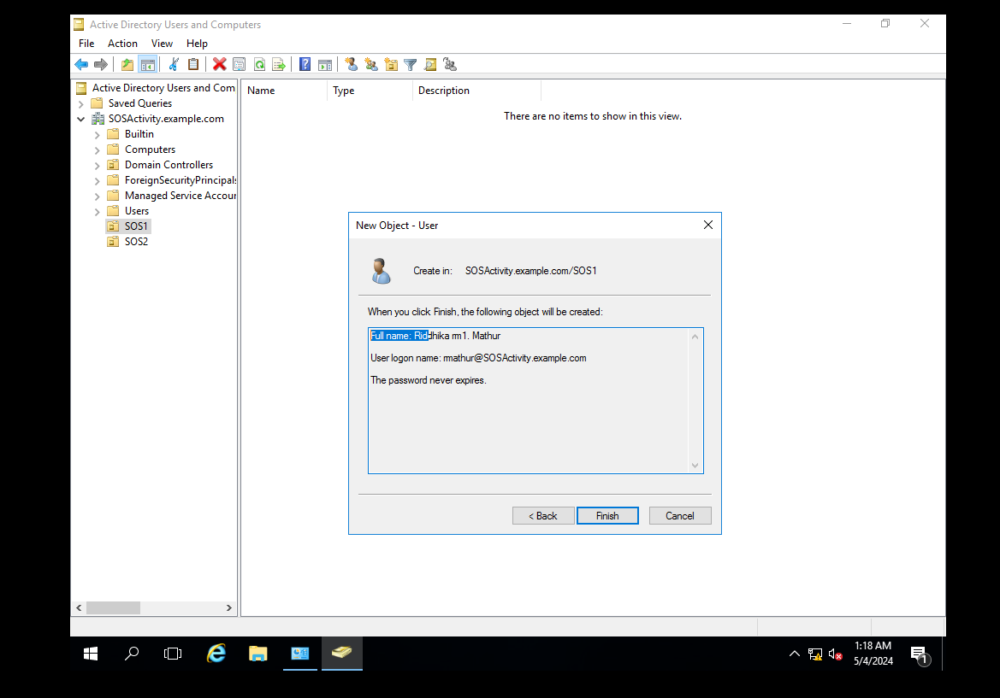 Active Directory Users and Computers
File Action View Help
Active Directory Users and Com
Saved Queries
SOSActivity.example.com
Builtin
Computers
Domain Controllers
ForeignSecurityPrincipals
Managed Service Accour
Users
SOS1
SOS2
Name Type Description
There are no items to show in this view.
New Object - User
Create in: SOSActivity.example.com/SOS1
When you click Finish, the following object will be created:
Full name: Riddhika rm1. Mathur
User logon name: rmathur@SOSActivity.example.com
The password never expires.
< Back Finish Cancel
1:18 AM
5/4/2024
1